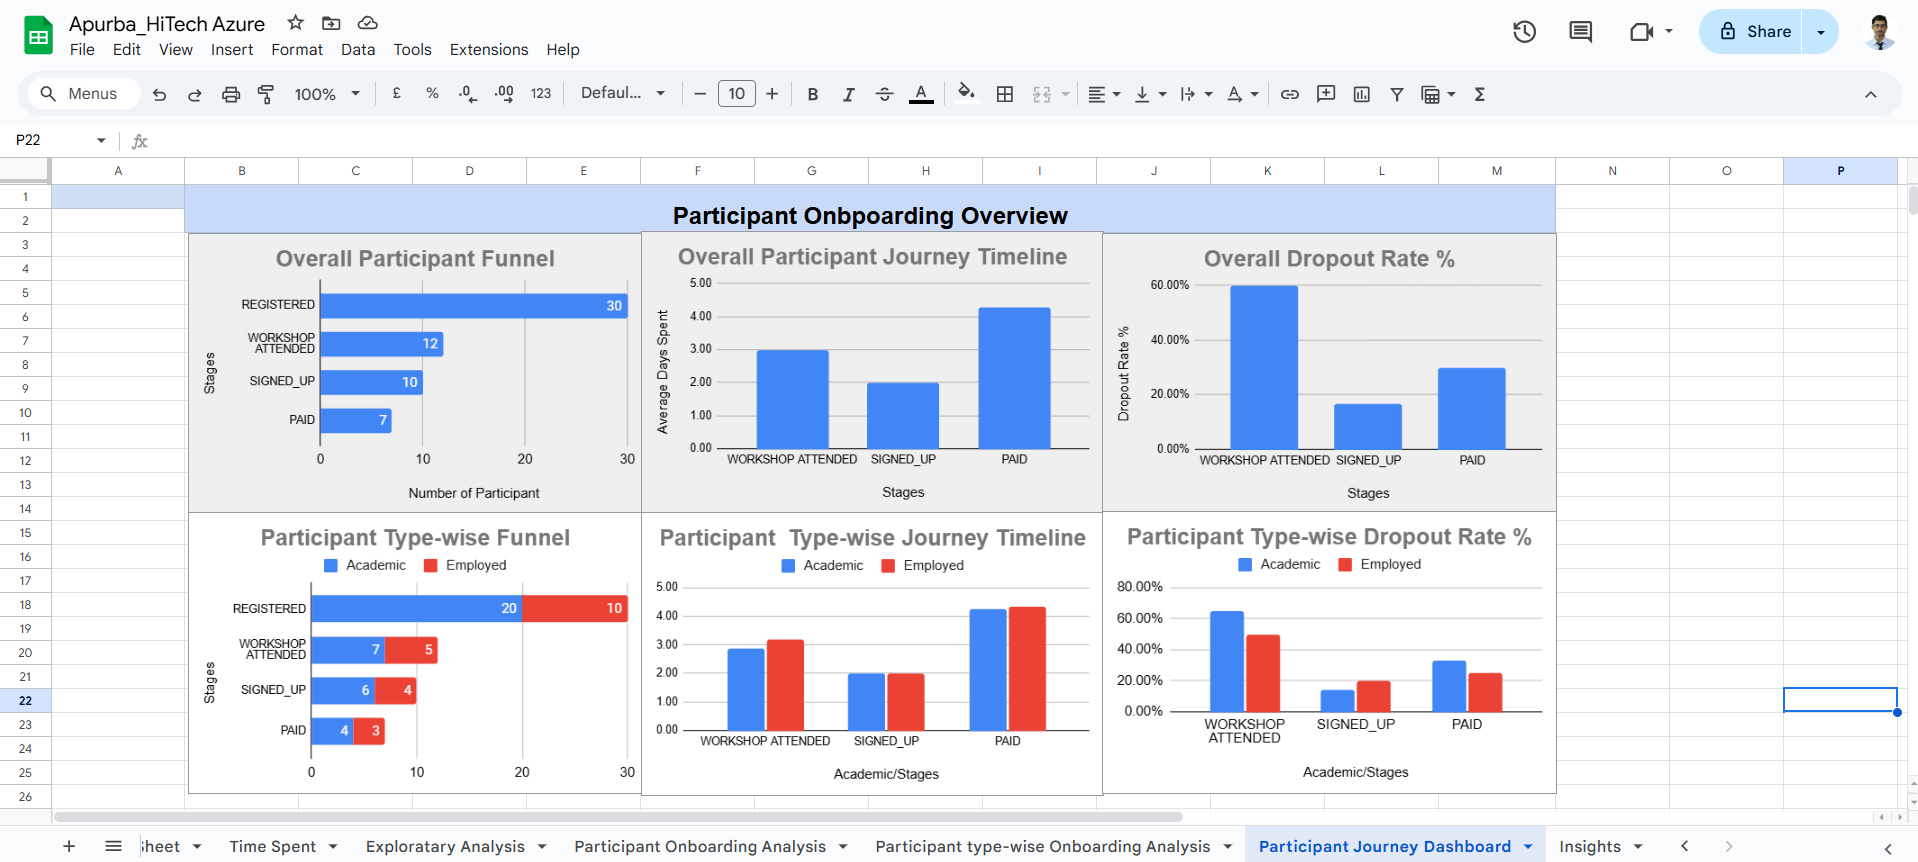 Apurba_HiTech Azure
File Edit View Insert Format Data Tools Extensions Help
Share
Menus 100% £ % .0 .00 123 Defaul... 10 B I A Σ
P22 fx
A B C D E F G H I J K L M N O P
1
2
3
4
5
6
7
8
9
10
11
12
13
14
15
16
17
18
19
20
21
22
23
24
25
26
Participant Onbpoarding Overview
Overall Participant Funnel
Stages
REGISTERED 30
WORKSHOP
ATTENDED 12
SIGNED_UP 10
PAID 7
0 10 20 30
Number of Participant
Overall Participant Journey Timeline
Average Days Spent
5.00
4.00
3.00
2.00
1.00
0.00
WORKSHOP ATTENDED SIGNED_UP PAID
Stages
Overall Dropout Rate %
Dropout Rate %
60.00%
40.00%
20.00%
0.00%
WORKSHOP ATTENDED SIGNED_UP PAID
Stages
Participant Type-wise Funnel
Academic Employed
Stages
REGISTERED 20 10
WORKSHOP
ATTENDED 7 5
SIGNED_UP 6 4
PAID 4 3
0 10 20 30
Participant Type-wise Journey Timeline
Academic Employed
5.00
4.00
3.00
2.00
1.00
0.00
WORKSHOP ATTENDED SIGNED_UP PAID
Academic/Stages
Participant Type-wise Dropout Rate %
Academic Employed
80.00%
60.00%
40.00%
20.00%
0.00%
WORKSHOP
ATTENDED SIGNED_UP PAID
Academic/Stages
heet Time Spent Exploratary Analysis Participant Onboarding Analysis Participant type-wise Onboarding Analysis Participant Journey Dashboard Insights